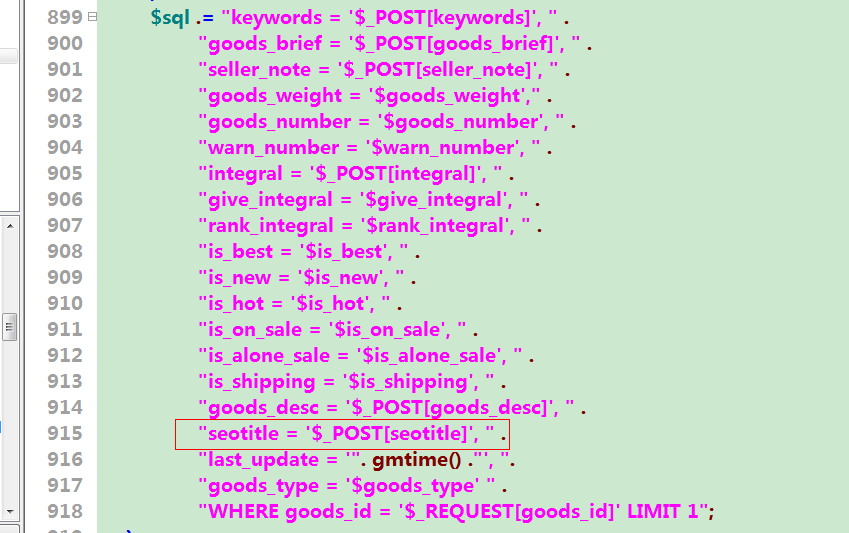 899 $sql .= "keywords = '$_POST[keywords]', " .
900 "goods_brief = '$_POST[goods_brief]', " .
901 "seller_note = '$_POST[seller_note]', " .
902 "goods_weight = '$goods_weight'," .
903 "goods_number = '$goods_number', " .
904 "warn_number = '$warn_number', " .
905 "integral = '$_POST[integral]', " .
906 "give_integral = '$give_integral', " .
907 "rank_integral = '$rank_integral', " .
908 "is_best = '$is_best', " .
909 "is_new = '$is_new', " .
910 "is_hot = '$is_hot', " .
911 "is_on_sale = '$is_on_sale', " .
912 "is_alone_sale = '$is_alone_sale', " .
913 "is_shipping = '$is_shipping', " .
914 "goods_desc = '$_POST[goods_desc]', " .
915 "seotitle = '$_POST[seotitle]', " .
916 "last_update = '". gmtime() ."', ".
917 "goods_type = '$goods_type' " .
918 "WHERE goods_id = '$_REQUEST[goods_id]' LIMIT 1";